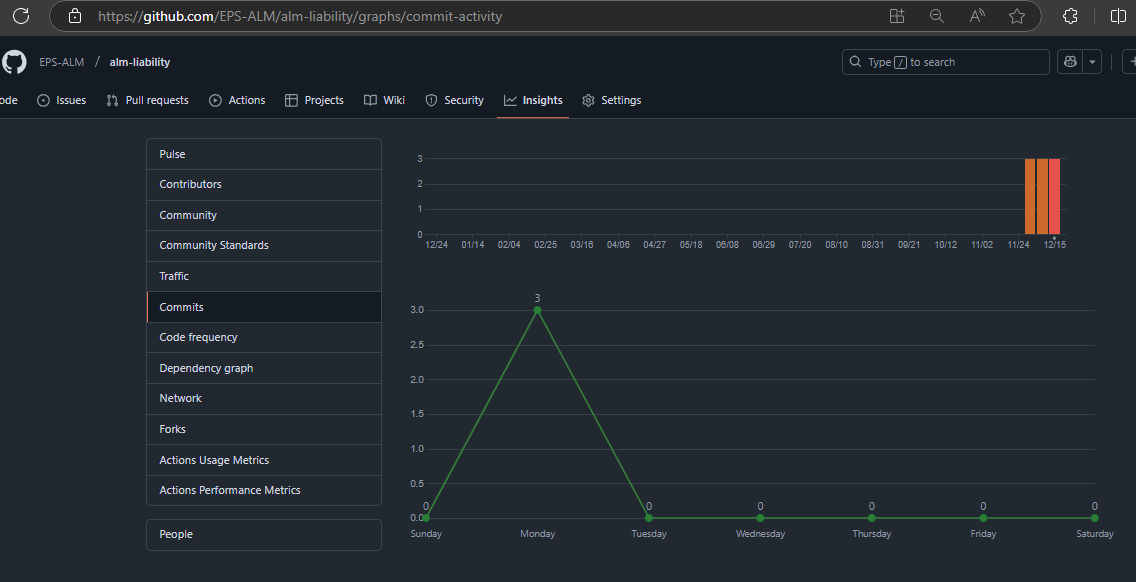 https://github.com/EPS-ALM/alm-liability/graphs/commit-activity
EPS-ALM / alm-liability
Type / to search
ode Issues Pull requests Actions Projects Wiki Security Insights Settings
Pulse
Contributors
Community
Community Standards
Traffic
Commits
Code frequency
Dependency graph
Network
Forks
Actions Usage Metrics
Actions Performance Metrics
People
3
2
1
0
12/24 01/14 02/04 02/25 03/16 04/06 04/27 05/18 06/08 06/29 07/20 08/10 08/31 09/21 10/12 11/02 11/24 12/15
3
3.0
2.5
2.0
1.5
1.0
0.5
0 0 0 0 0 0
0.0
Sunday Monday Tuesday Wednesday Thursday Friday Saturday